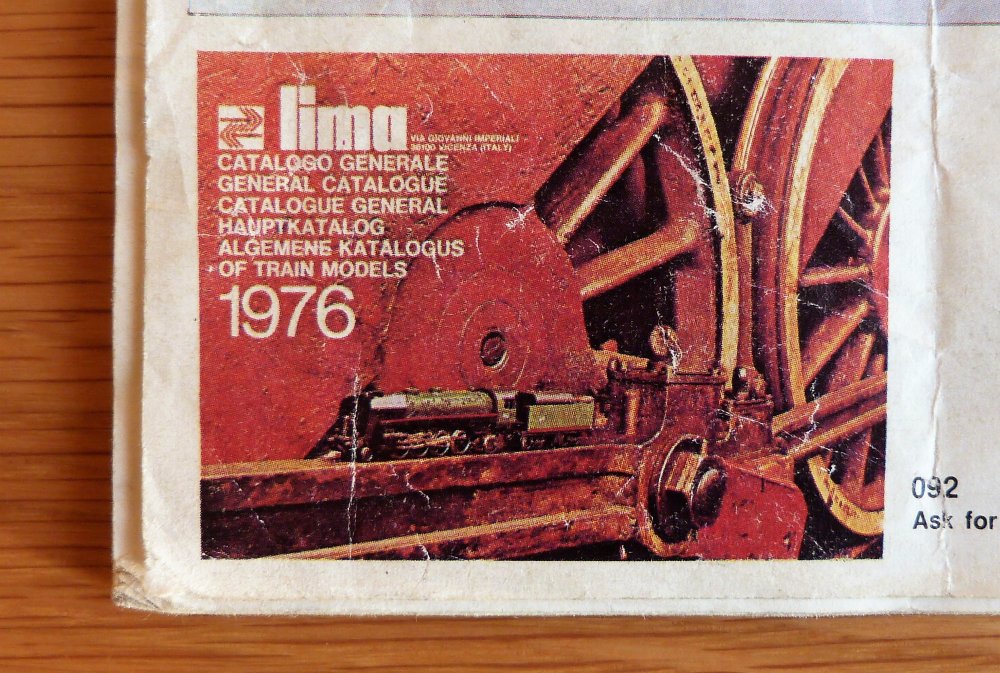 lima
VIA GIOVANNI IMPERIALI
36100 VICENZA (ITALY)
CATALOGO GENERALE
GENERAL CATALOGUE
CATALOGUE GENERAL
HAUPTKATALOG
ALGEMENE KATALOGUS
OF TRAIN MODELS
1976
092
Ask for